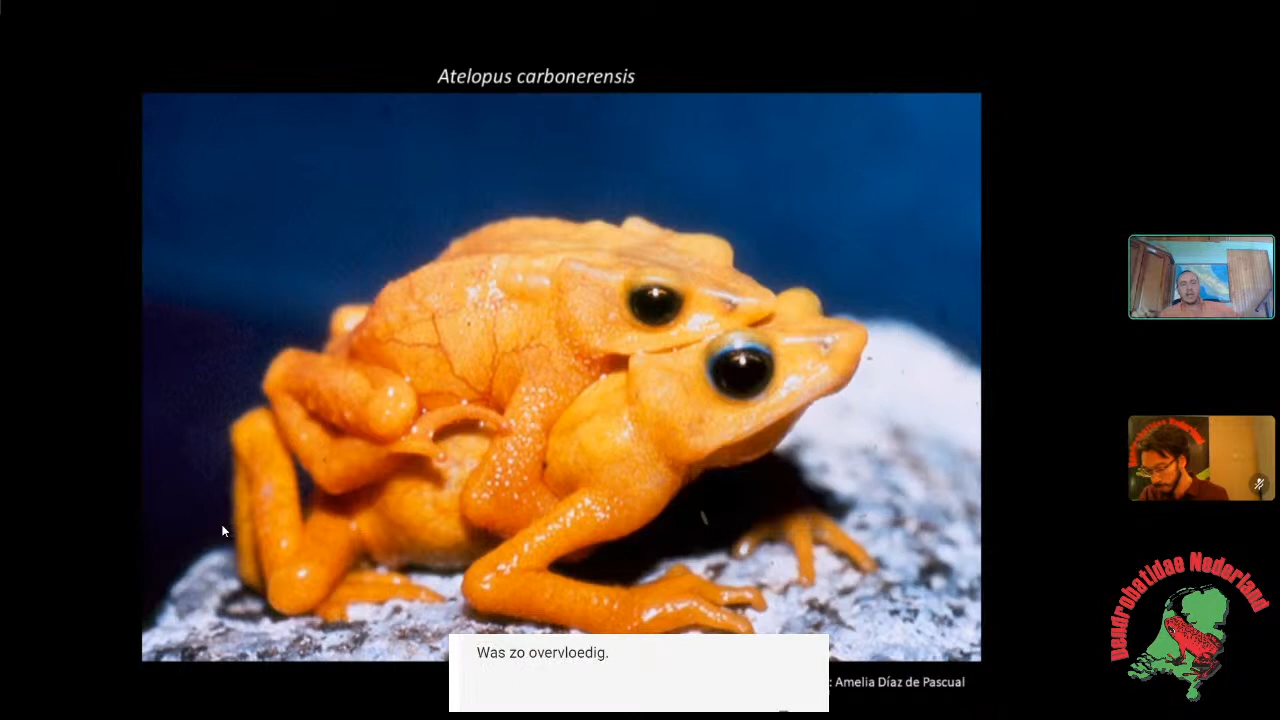 Atelopus carbonerensis
Was zo overvloedig.
: Amelia Díaz de Pascual
Dendrobatidae Nederland